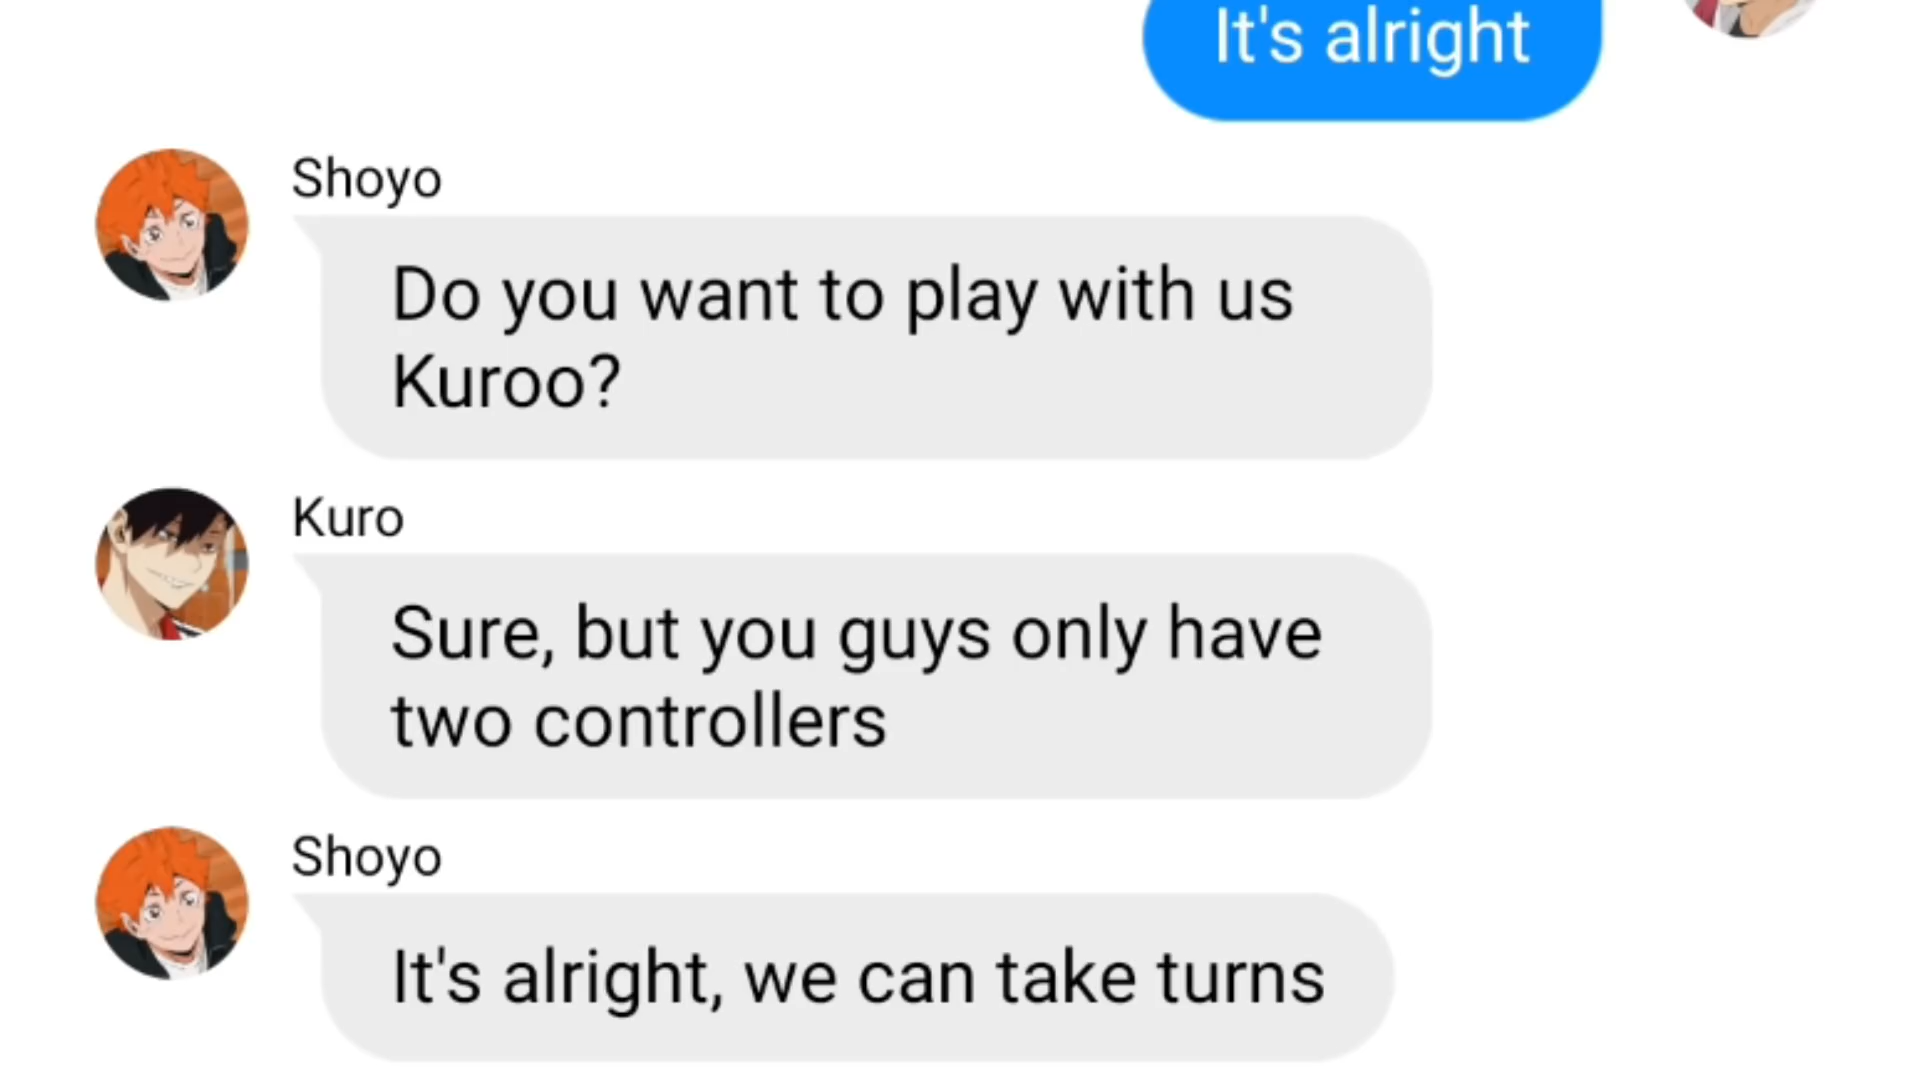 It's alright
Shoyo
Do you want to play with us
Kuroo?
Kuro
Sure, but you guys only have
two controllers
Shoyo
It's alright, we can take turns